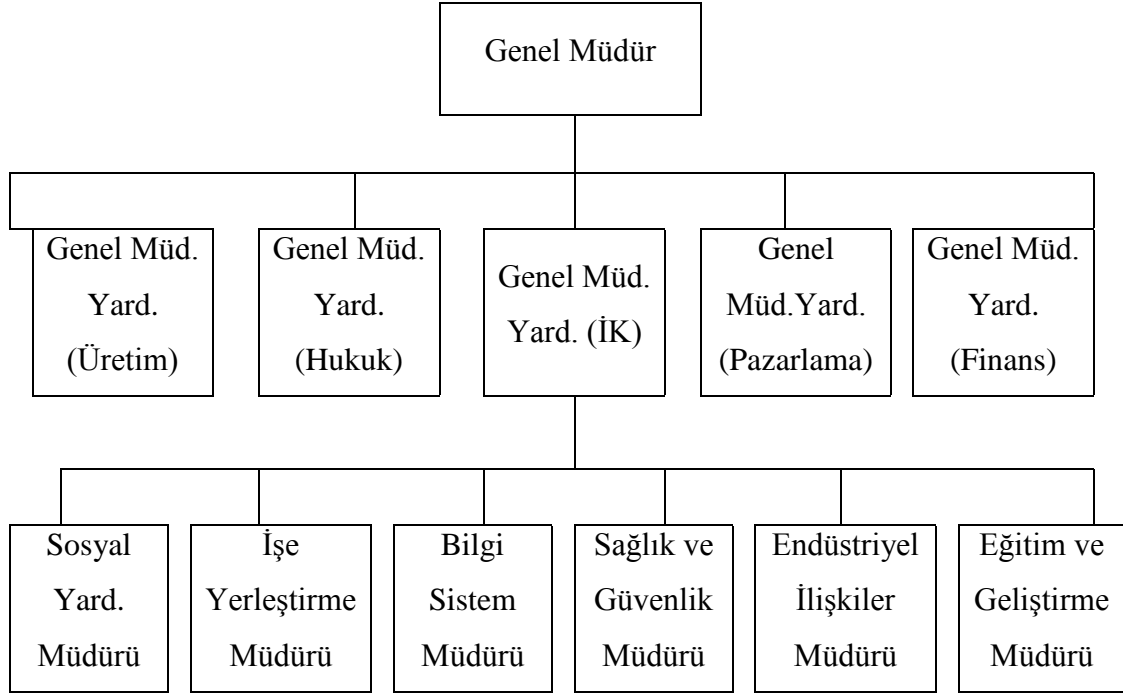 Genel Müdür
Genel Müd.
Yard.
(Üretim)
Genel Müd.
Yard.
(Hukuk)
Genel Müd.
Yard. (İK)
Genel
Müd.Yard.
(Pazarlama)
Genel Müd.
Yard.
(Finans)
Sosyal
Yard.
Müdürü
İşe
Yerleştirme
Müdürü
Bilgi
Sistem
Müdürü
Sağlık ve
Güvenlik
Müdürü
Endüstriyel
İlişkiler
Müdürü
Eğitim ve
Geliştirme
Müdürü